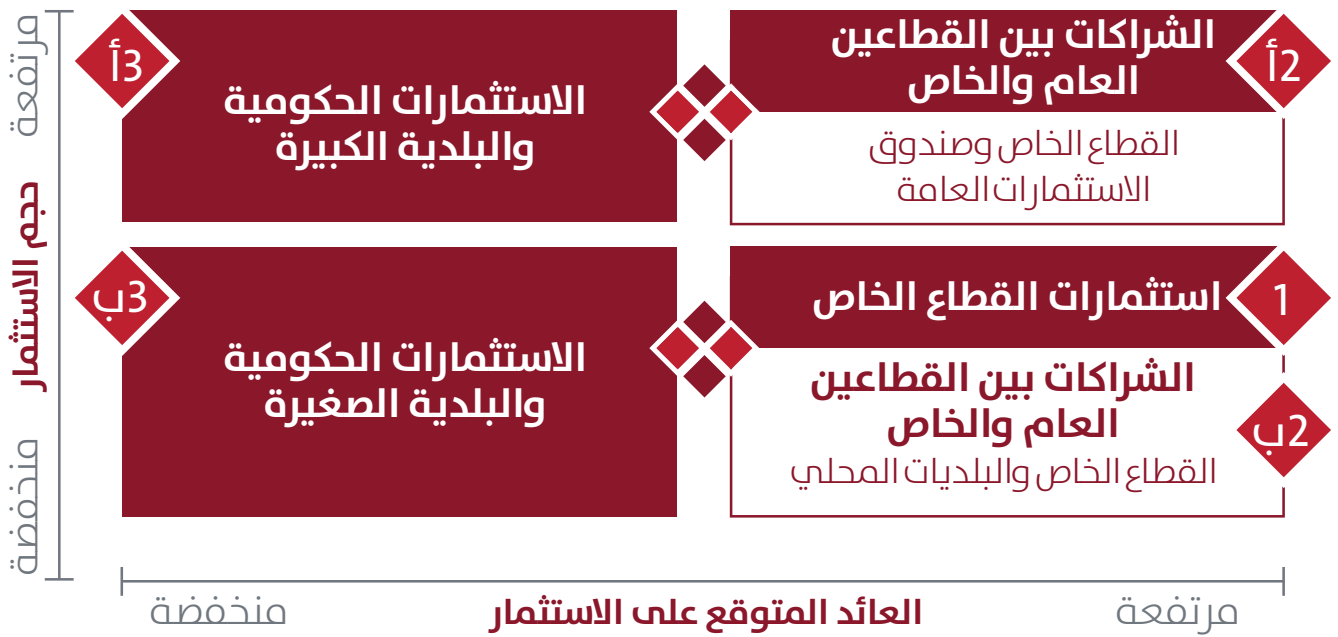 2أ
الشراكات بين القطاعين
العام والخاص
القطاع الخاص وصندوق
الاستثمارات العامة
3أ
الاستثمارات الحكومية
والبلدية الكبيرة
1
استثمارات القطاع الخاص
2ب
الشراكات بين القطاعين
العام والخاص
القطاع الخاص والبلديات المحلي
3ب
الاستثمارات الحكومية
والبلدية الصغيرة
مرتفعة
حجم الاستثمار
منخفضة
مرتفعة
العائد المتوقع على الاستثمار
منخفضة